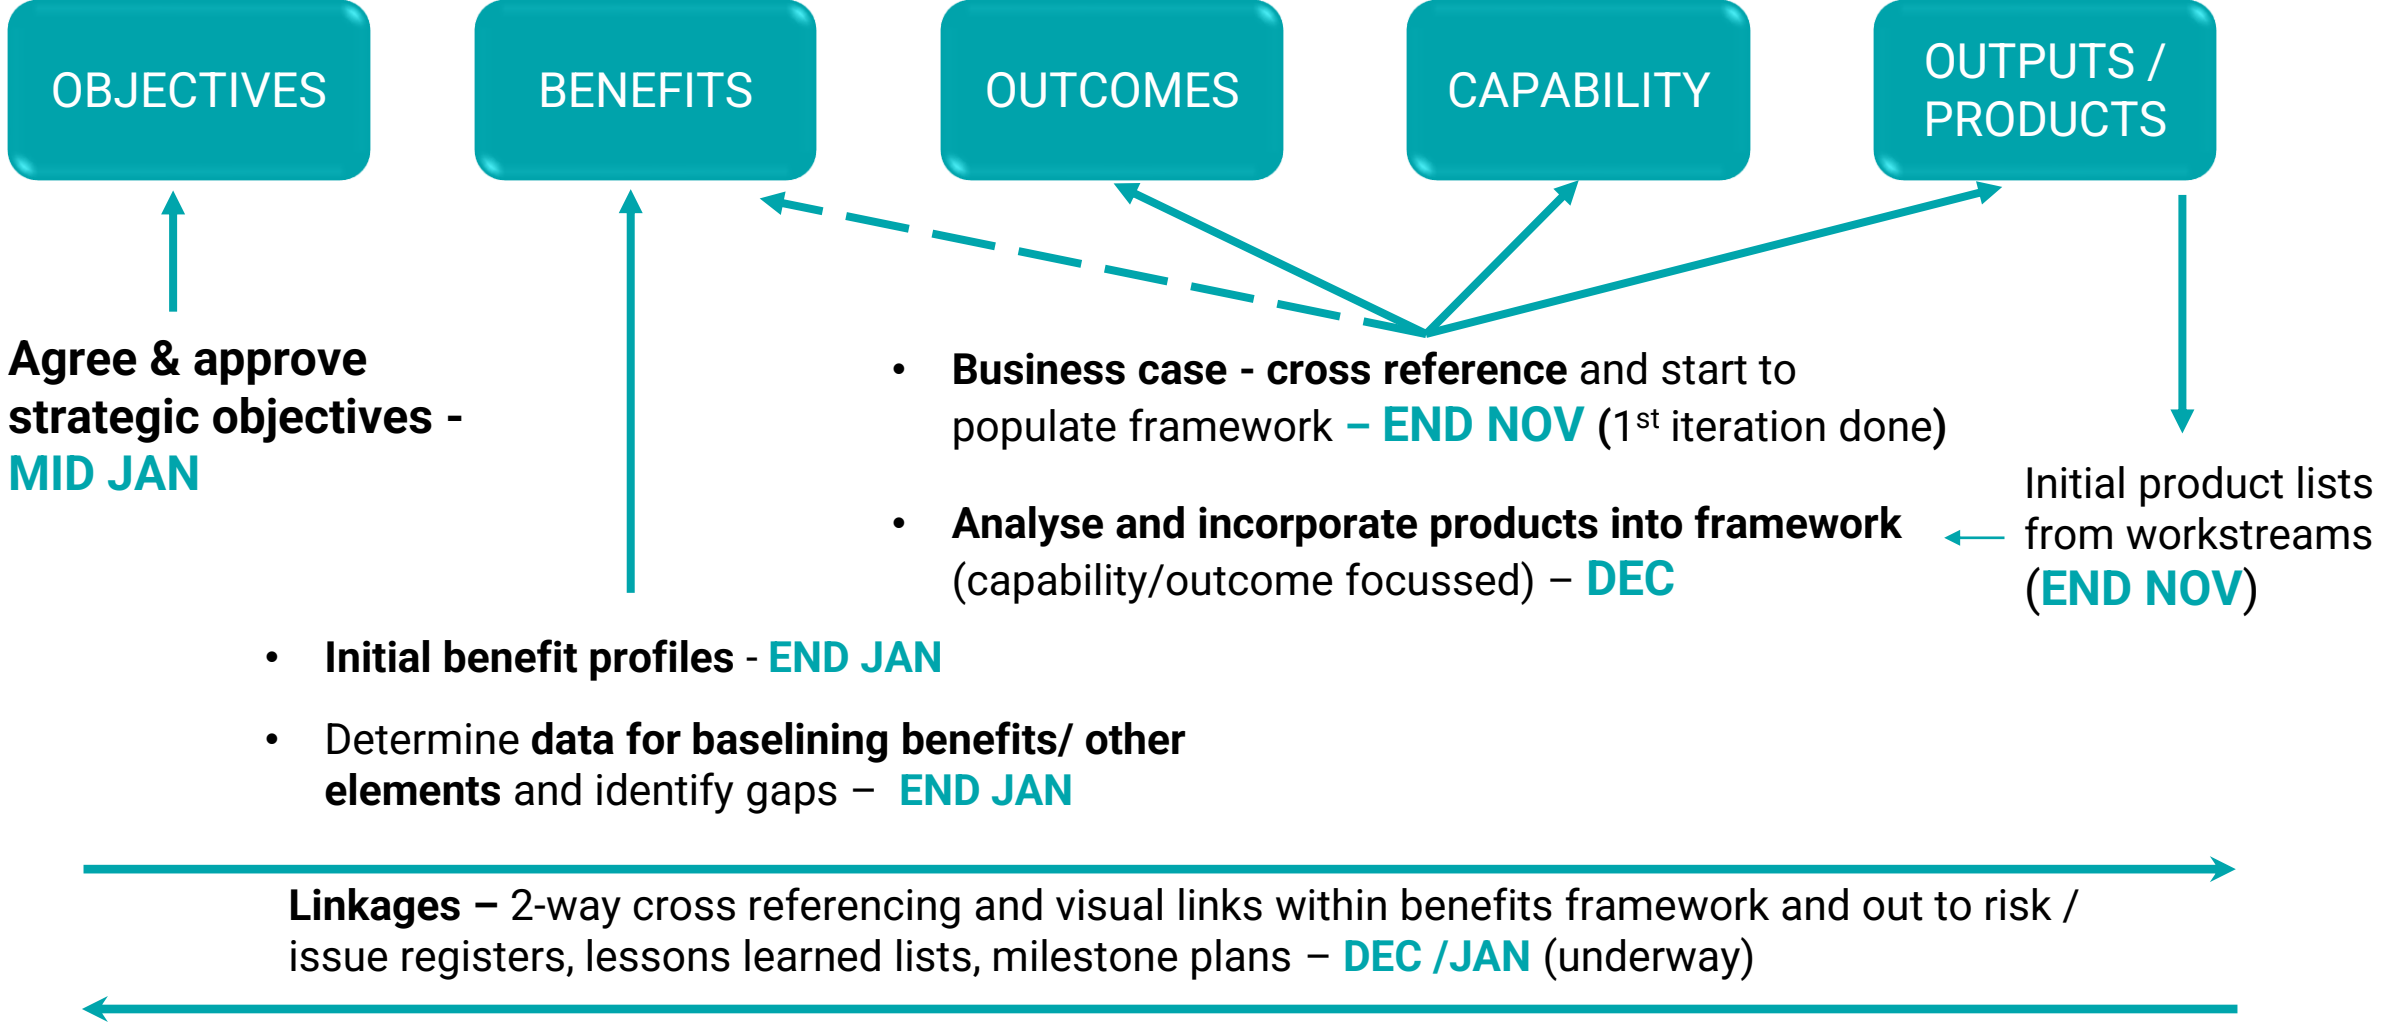 OBJECTIVES
BENEFITS
OUTCOMES
CAPABILITY
OUTPUTS /
PRODUCTS
Agree & approve
strategic objectives -
MID JAN
• Business case - cross reference and start to
populate framework – END NOV (1st iteration done)
• Analyse and incorporate products into framework
(capability/outcome focussed) – DEC
Initial product lists
from workstreams
(END NOV)
• Initial benefit profiles - END JAN
• Determine data for baselining benefits/ other
elements and identify gaps – END JAN
Linkages – 2-way cross referencing and visual links within benefits framework and out to risk /
issue registers, lessons learned lists, milestone plans – DEC /JAN (underway)